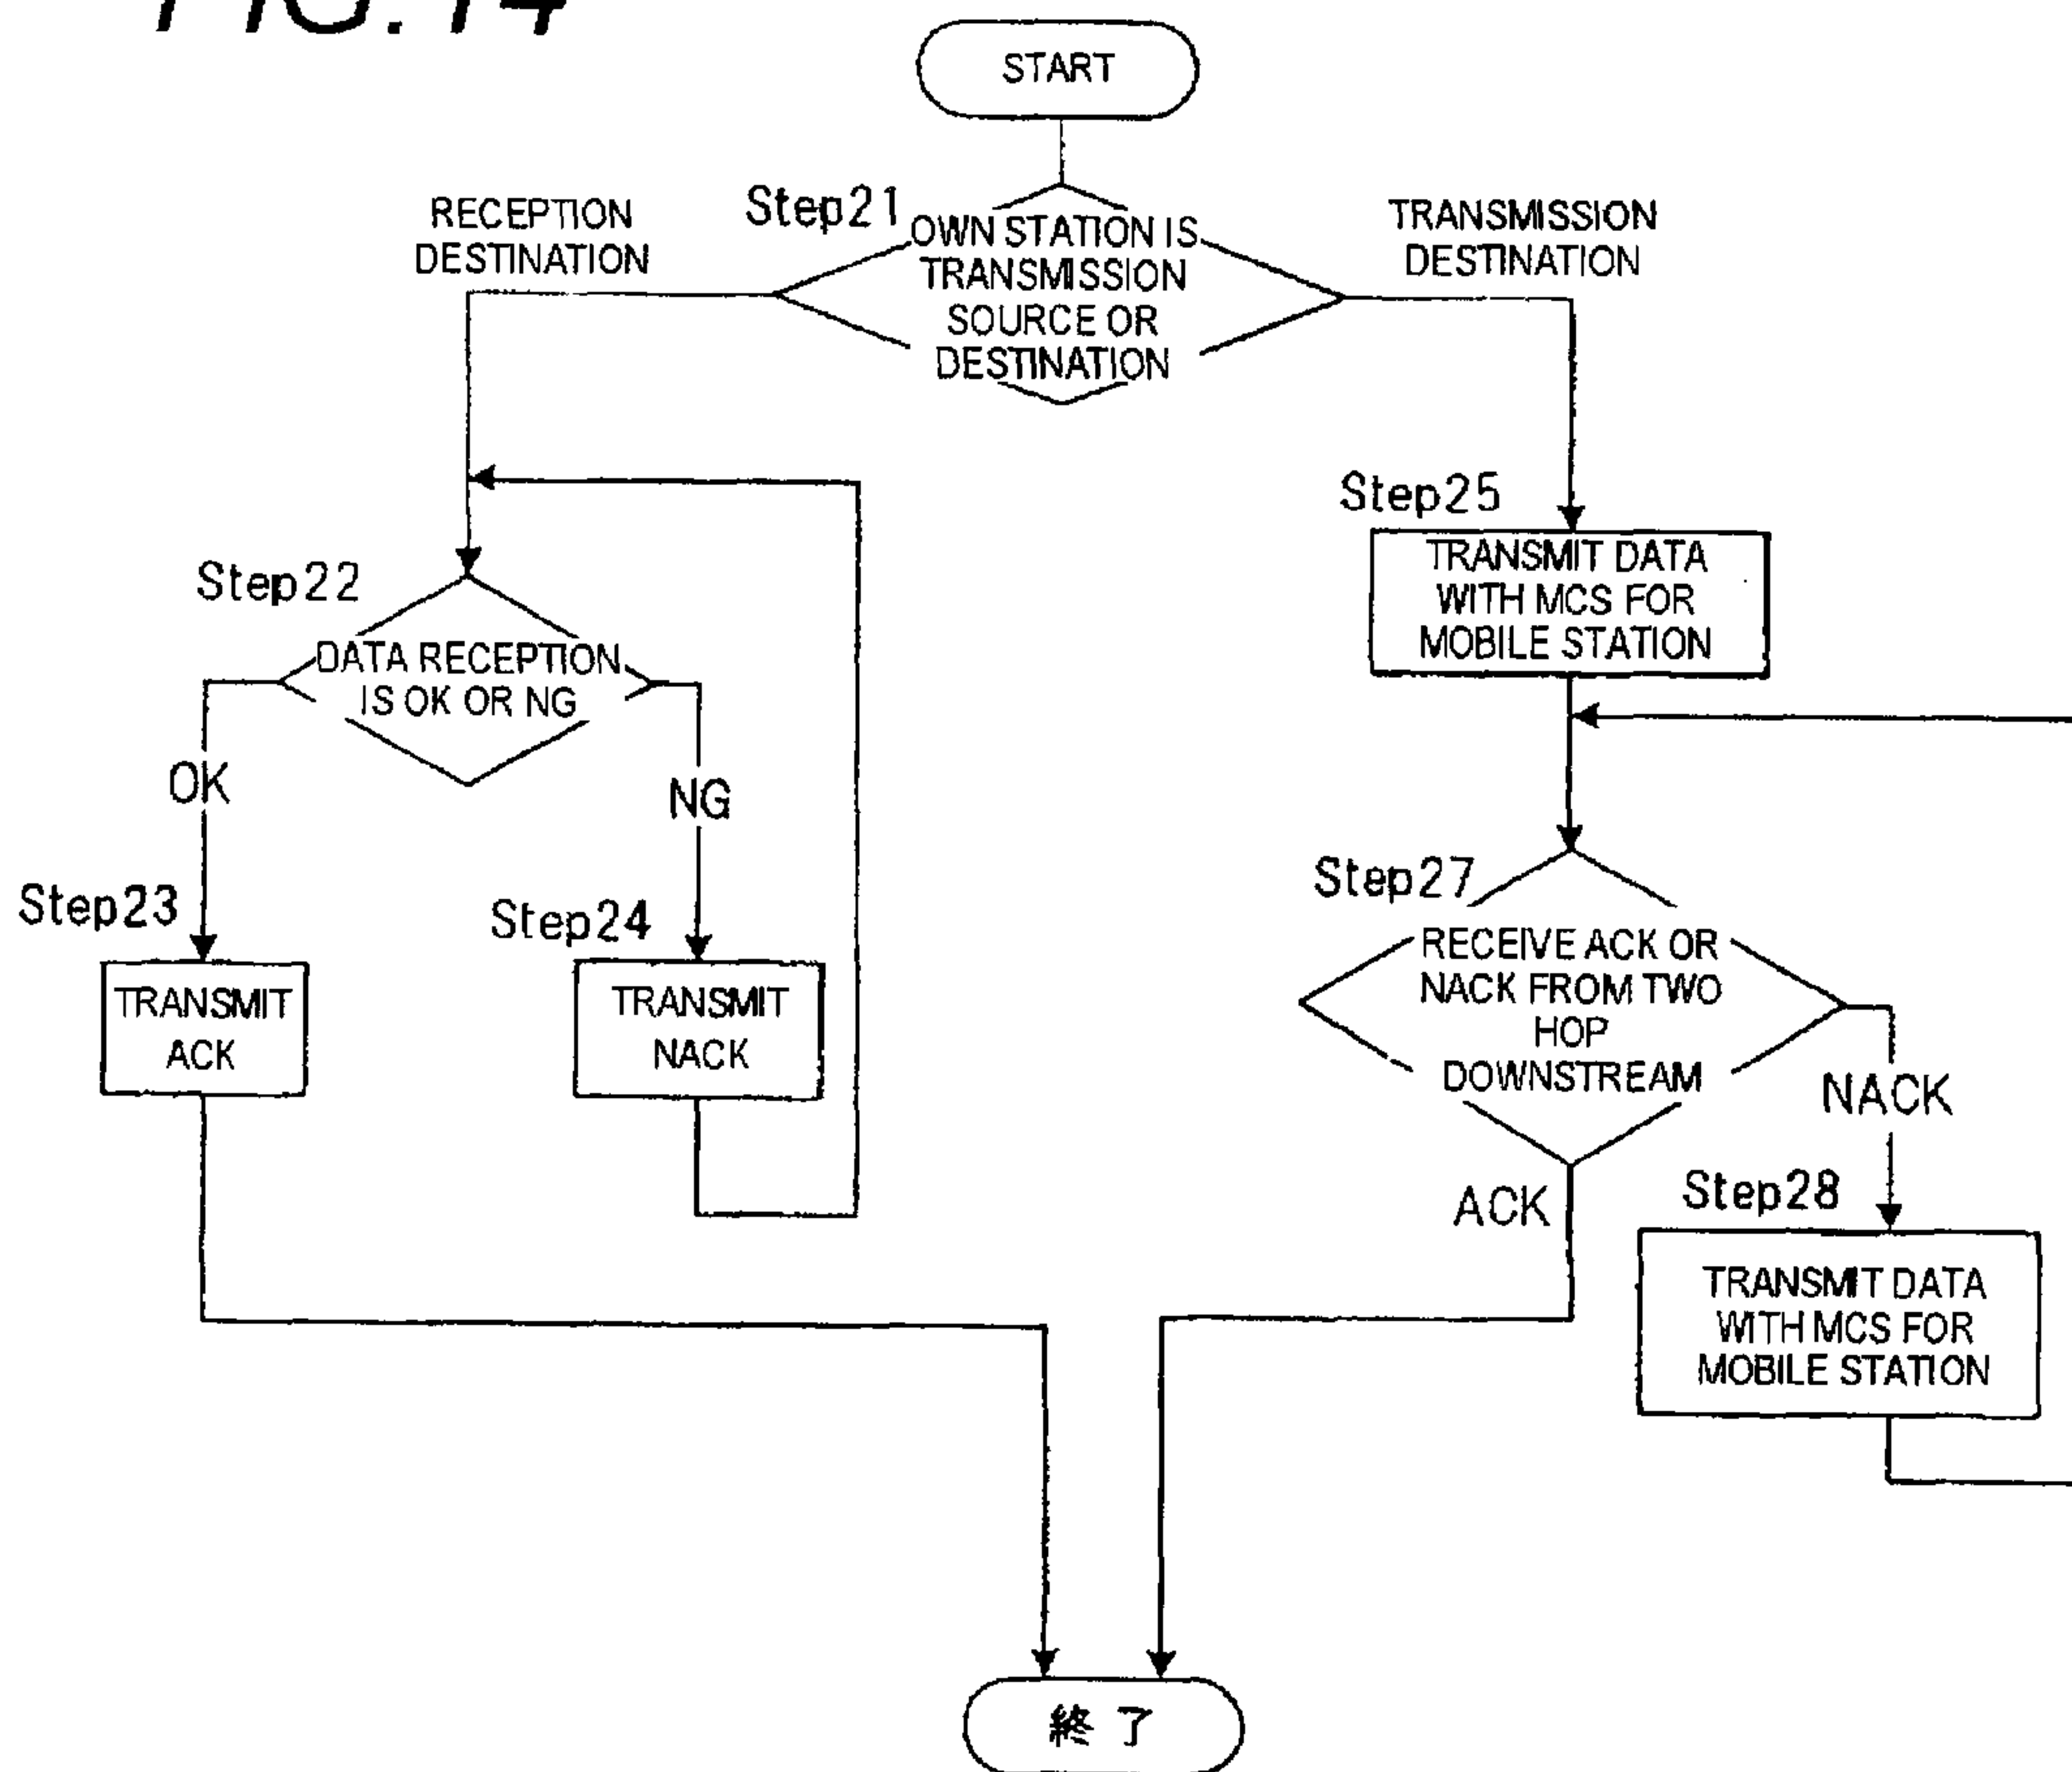 FIG. 14
START
Step21
OWN STATION IS
TRANSMISSION
SOURCE OR
DESTINATION
RECEPTION
DESTINATION
TRANSMISSION
DESTINATION
Step22
DATA RECEPTION
IS OK OR NG
OK
NG
Step23
TRANSMIT
ACK
Step24
TRANSMIT
NACK
Step25
TRANSMIT DATA
WITH MCS FOR
MOBILE STATION
Step27
RECEIVE ACK OR
NACK FROM TWO
HOP
DOWNSTREAM
NACK
ACK
Step28
TRANSMIT DATA
WITH MCS FOR
MOBILE STATION
終了